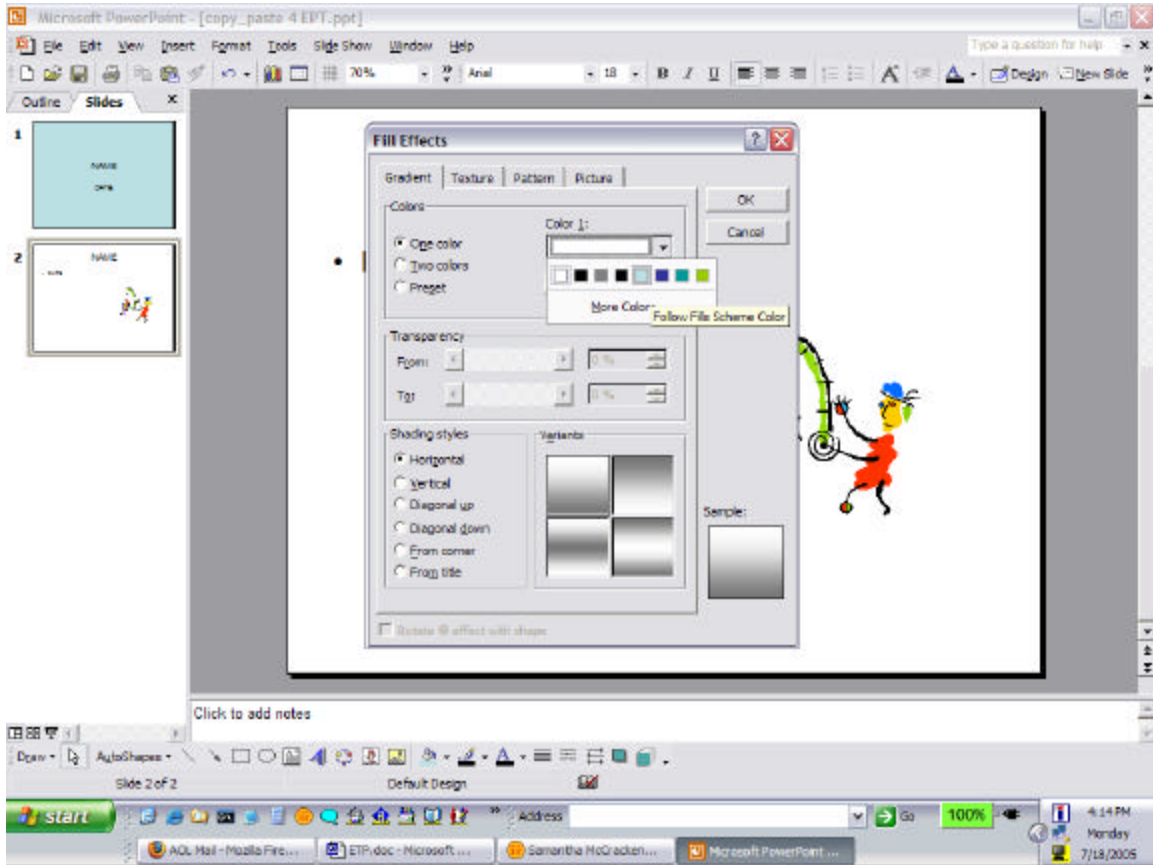 Microsoft PowerPoint - [copy_paste 4 EPT.ppt]
File Edit View Insert Format Tools Slide Show Window Help
Type a question for help
70% Arial 18 B I U Design New Slide
Outline Slides
1
NAME
DATE
2
NAME
Fill Effects
Gradient Texture Pattern Picture
Colors
One color
Two colors
Preset
Color 1:
More Colors
Follow Fills Scheme Color
OK
Cancel
Transparency
From: 0 %
To: 0 %
Shading styles
Horizontal
Vertical
Diagonal up
Diagonal down
From corner
From title
Variants
Sample:
Rotate fill effect with shape
Click to add notes
Draw AutoShapes
Slide 2 of 2 Default Design
start Address Go 100% 4:14 PM
Monday
AOL Mail - Mozilla Fire... ETP.doc - Microsoft ... Samantha McCracken... Microsoft PowerPoint ... 7/18/2005